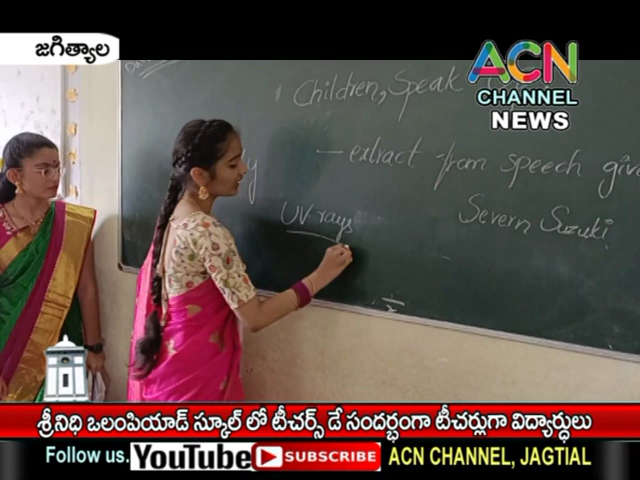 జగిత్యాల
ACN
CHANNEL
NEWS
Children, Speak
— extract from speech give
UV rays
Severn Suzuki
శ్రీనిధి ఒలంపియాడ్ స్కూల్ లో టీచర్స్ డే సందర్భంగా టీచర్లుగా విద్యార్థులు
Follow us. YouTube SUBSCRIBE ACN CHANNEL, JAGTIAL